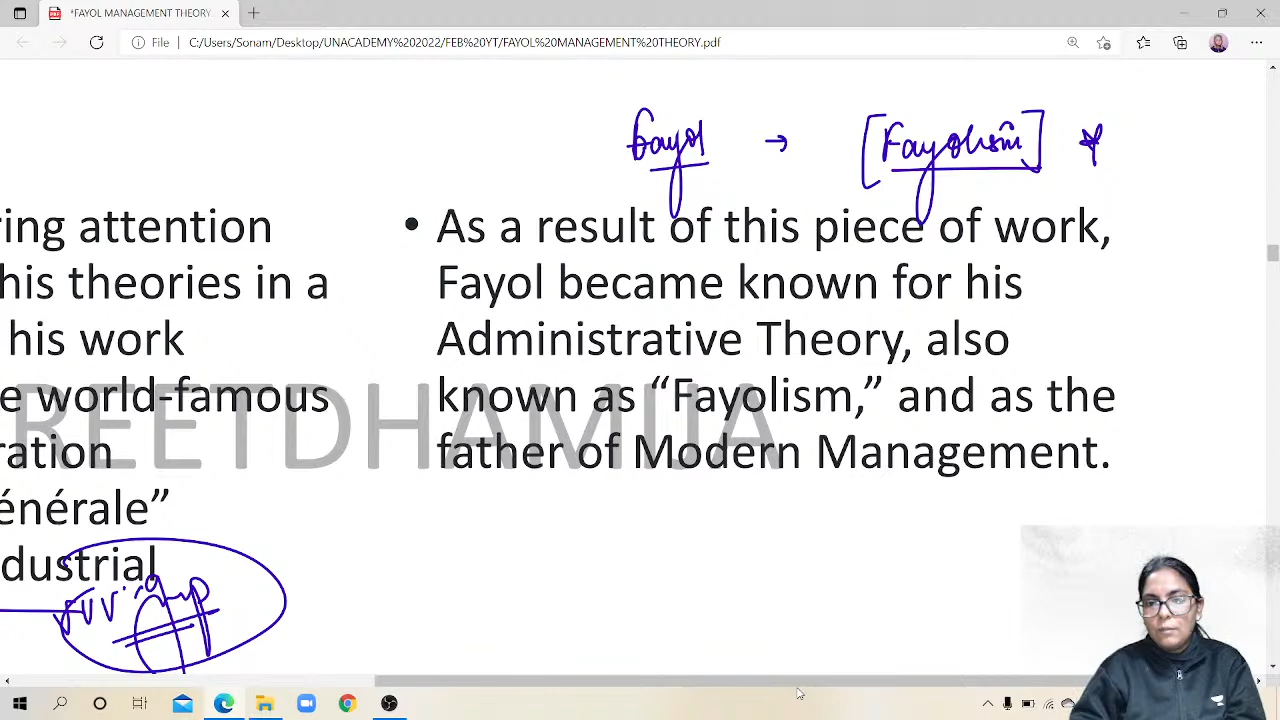 *FAYOL MANAGEMENT THEORY
File
C:/Users/Sonam/Desktop/UNACADEMY%202022/FEB%20YT/FAYOL%20MANAGEMENT%20THEORY.pdf
Fayol → [Fayolism]
ring attention
his theories in a
his work
e world-famous
ration
énérale”
dustrial
• As a result of this piece of work,
Fayol became known for his
Administrative Theory, also
known as “Fayolism,” and as the
father of Modern Management.
REETDHAMIJA